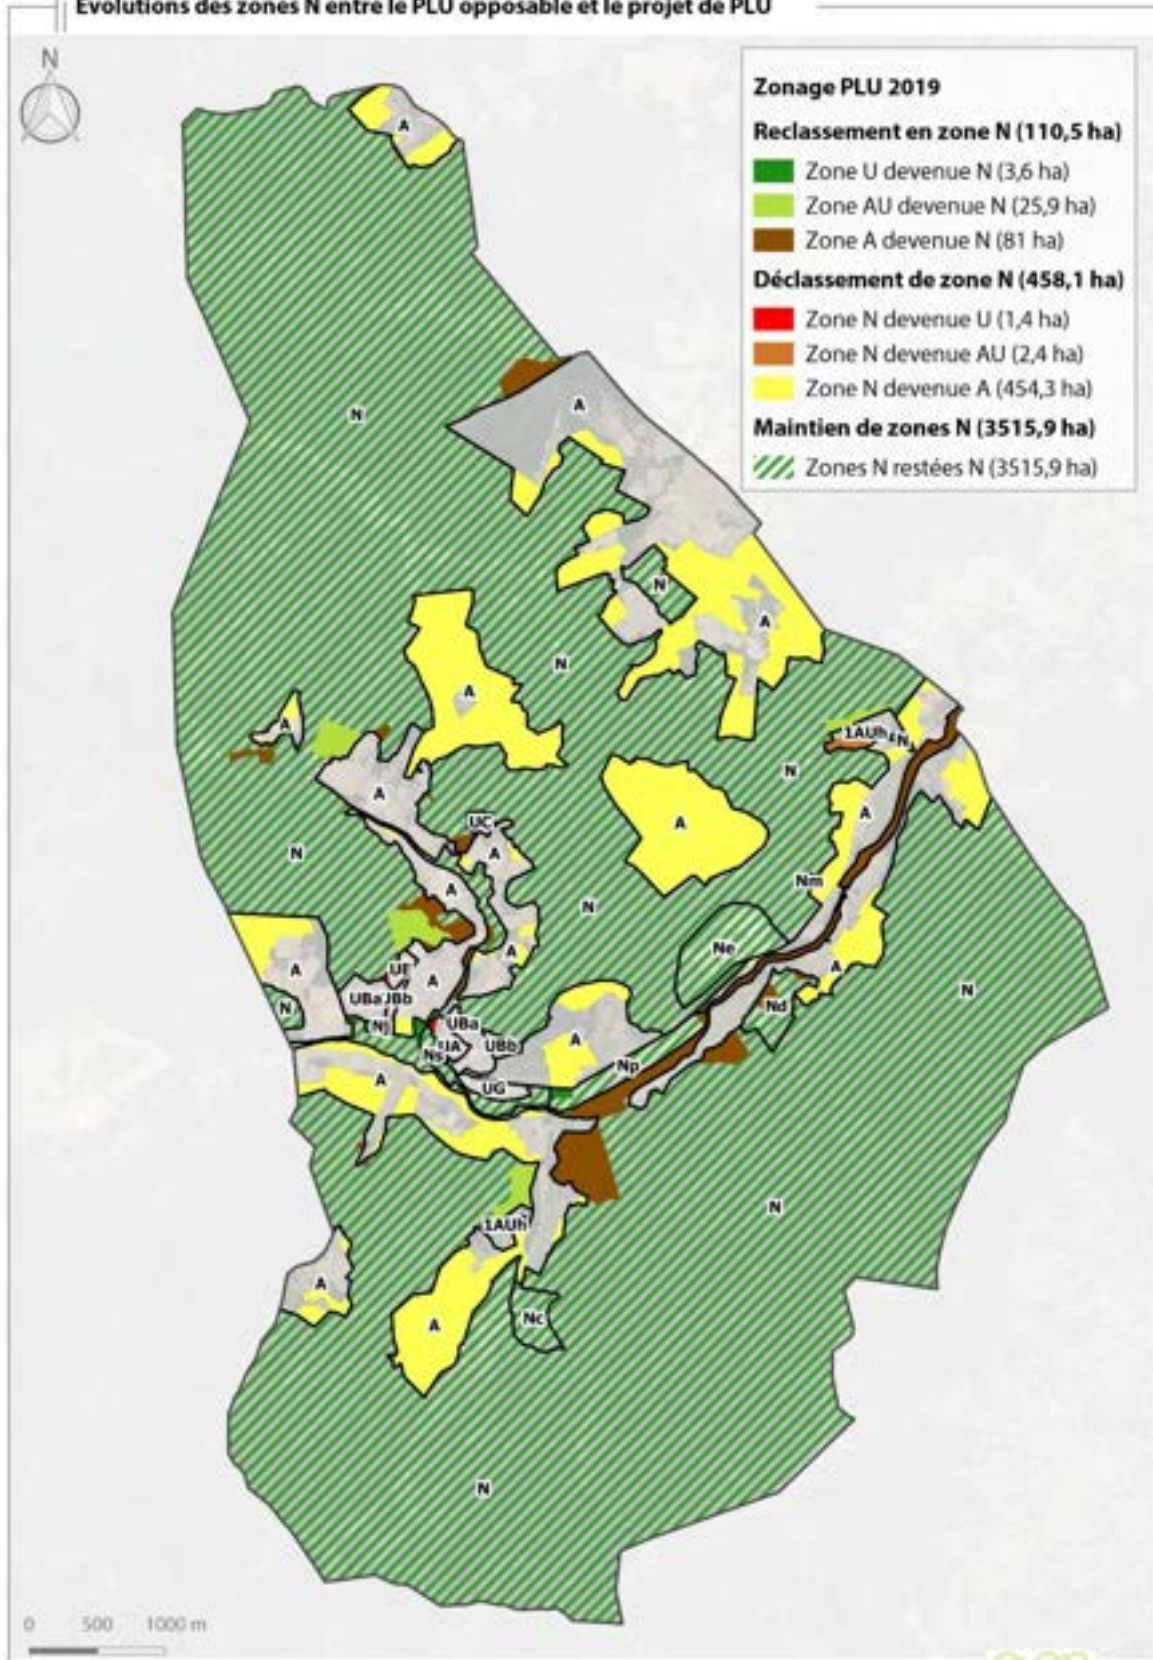 Evolutions des zones N entre le PLU opposable et le projet de PLU
N
Zonage PLU 2019
Reclassement en zone N (110,5 ha)
Zone U devenue N (3,6 ha)
Zone AU devenue N (25,9 ha)
Zone A devenue N (81 ha)
Déclassement de zone N (458,1 ha)
Zone N devenue U (1,4 ha)
Zone N devenue AU (2,4 ha)
Zone N devenue A (454,3 ha)
Maintien de zones N (3515,9 ha)
Zones N restées N (3515,9 ha)
A
A
N
N
A
N
A
A
1AUh
N
N
A
A
A
UC
A
N
A
Nm
N
A
Ne
A
A
A
UE
A
N
UBa
UBb
Nd
N
Nj
UBa
A
UA
UBb
Ns
Np
A
UG
N
1AUh
A
Nc
A
N
0 500 1000 m